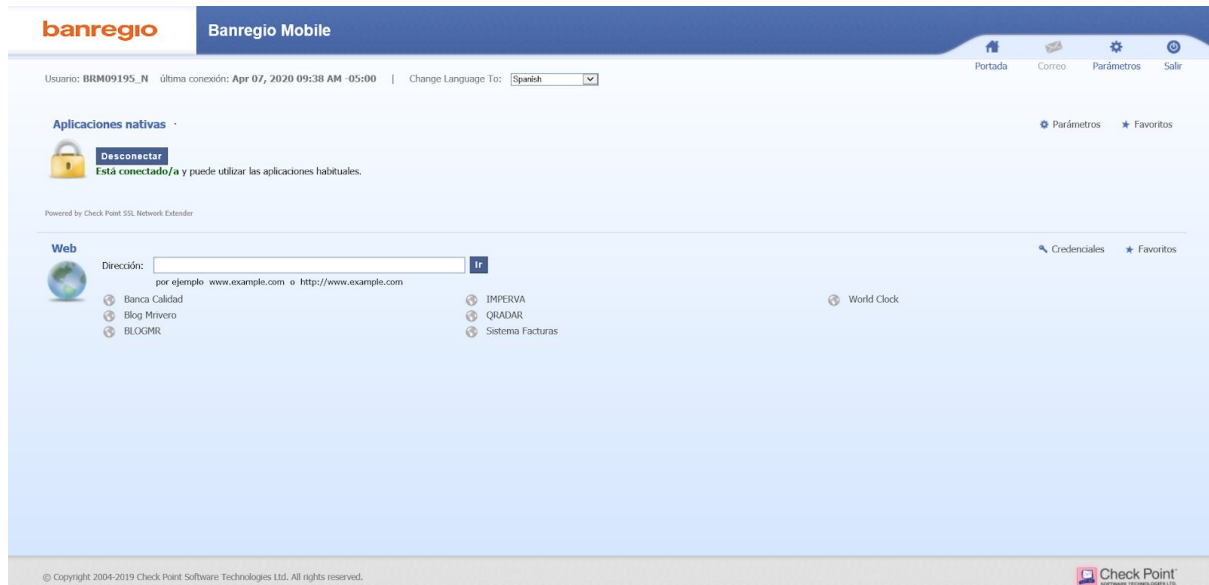 banregio
Banregio Mobile
Portada
Correo
Parámetros
Salir
Usuario: BRM09195_N última conexión: Apr 07, 2020 09:38 AM -05:00 | Change Language To: Spanish
Aplicaciones nativas ·
Parámetros
Favoritos
Desconectar
Está conectado/a y puede utilizar las aplicaciones habituales.
Powered by Check Point SSL Network Extender
Web
Credenciales
Favoritos
Dirección:
Ir
por ejemplo www.example.com o http://www.example.com
Banca Calidad
IMPERVA
World Clock
Blog Mrivero
QRADAR
BLOGMR
Sistema Facturas
© Copyright 2004-2019 Check Point Software Technologies Ltd. All rights reserved.
Check Point
SOFTWARE TECHNOLOGIES LTD.